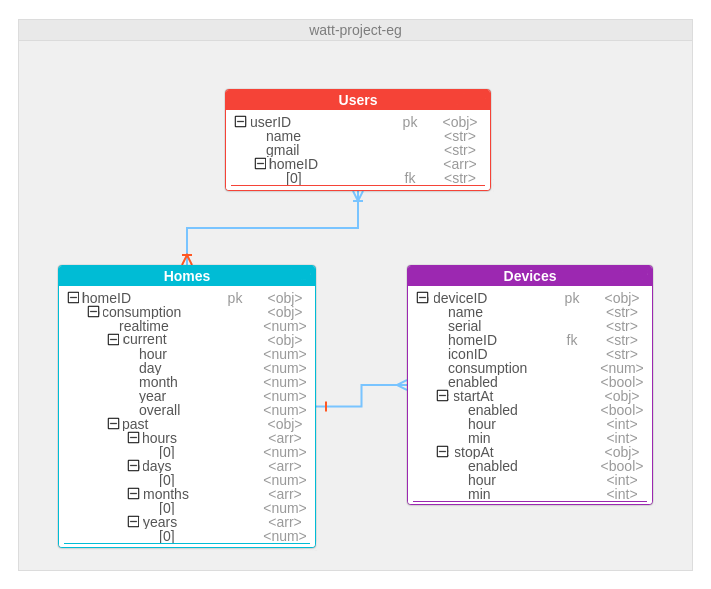 watt-project-eg
Users
userID pk <obj>
name <str>
gmail <str>
homeID <arr>
[0] fk <str>
Homes
homeID pk <obj>
consumption <obj>
realtime <num>
current <obj>
hour <num>
day <num>
month <num>
year <num>
overall <num>
past <obj>
hours <arr>
[0] <num>
days <arr>
[0] <num>
months <arr>
[0] <num>
years <arr>
[0] <num>
Devices
deviceID pk <obj>
name <str>
serial <str>
homeID fk <str>
iconID <str>
consumption <num>
enabled <bool>
startAt <obj>
enabled <bool>
hour <int>
min <int>
stopAt <obj>
enabled <bool>
hour <int>
min <int>